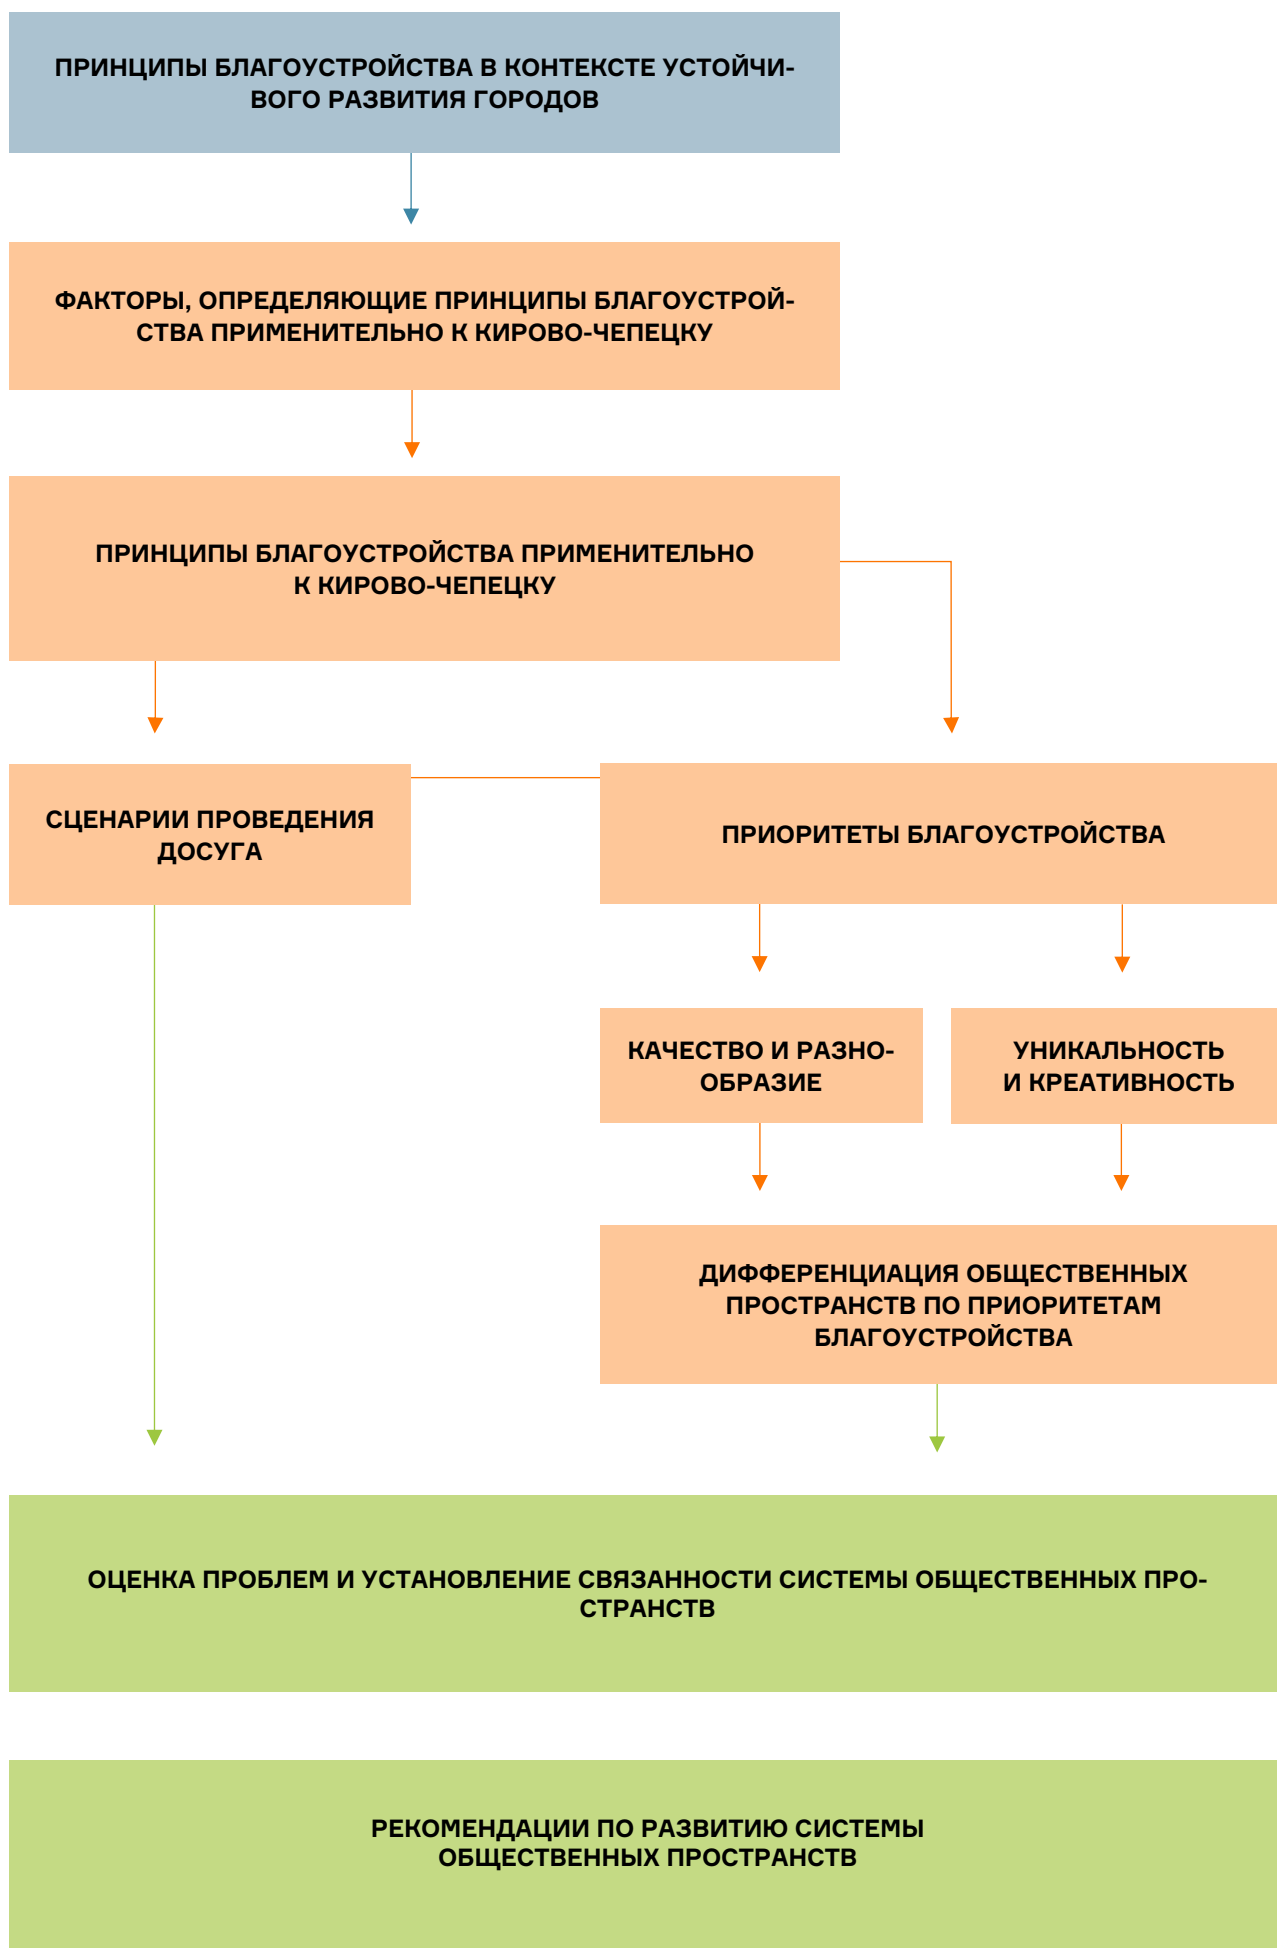 ПРИНЦИПЫ БЛАГОУСТРОЙСТВА В КОНТЕКСТЕ УСТОЙЧИ-
ВОГО РАЗВИТИЯ ГОРОДОВ
ФАКТОРЫ, ОПРЕДЕЛЯЮЩИЕ ПРИНЦИПЫ БЛАГОУСТРОЙ-
СТВА ПРИМЕНИТЕЛЬНО К КИРОВО-ЧЕПЕЦКУ
ПРИНЦИПЫ БЛАГОУСТРОЙСТВА ПРИМЕНИТЕЛЬНО
К КИРОВО-ЧЕПЕЦКУ
СЦЕНАРИИ ПРОВЕДЕНИЯ
ДОСУГА
ПРИОРИТЕТЫ БЛАГОУСТРОЙСТВА
КАЧЕСТВО И РАЗНО-
ОБРАЗИЕ
УНИКАЛЬНОСТЬ
И КРЕАТИВНОСТЬ
ДИФФЕРЕНЦИАЦИЯ ОБЩЕСТВЕННЫХ
ПРОСТРАНСТВ ПО ПРИОРИТЕТАМ
БЛАГОУСТРОЙСТВА
ОЦЕНКА ПРОБЛЕМ И УСТАНОВЛЕНИЕ СВЯЗАННОСТИ СИСТЕМЫ ОБЩЕСТВЕННЫХ ПРО-
СТРАНСТВ
РЕКОМЕНДАЦИИ ПО РАЗВИТИЮ СИСТЕМЫ
ОБЩЕСТВЕННЫХ ПРОСТРАНСТВ